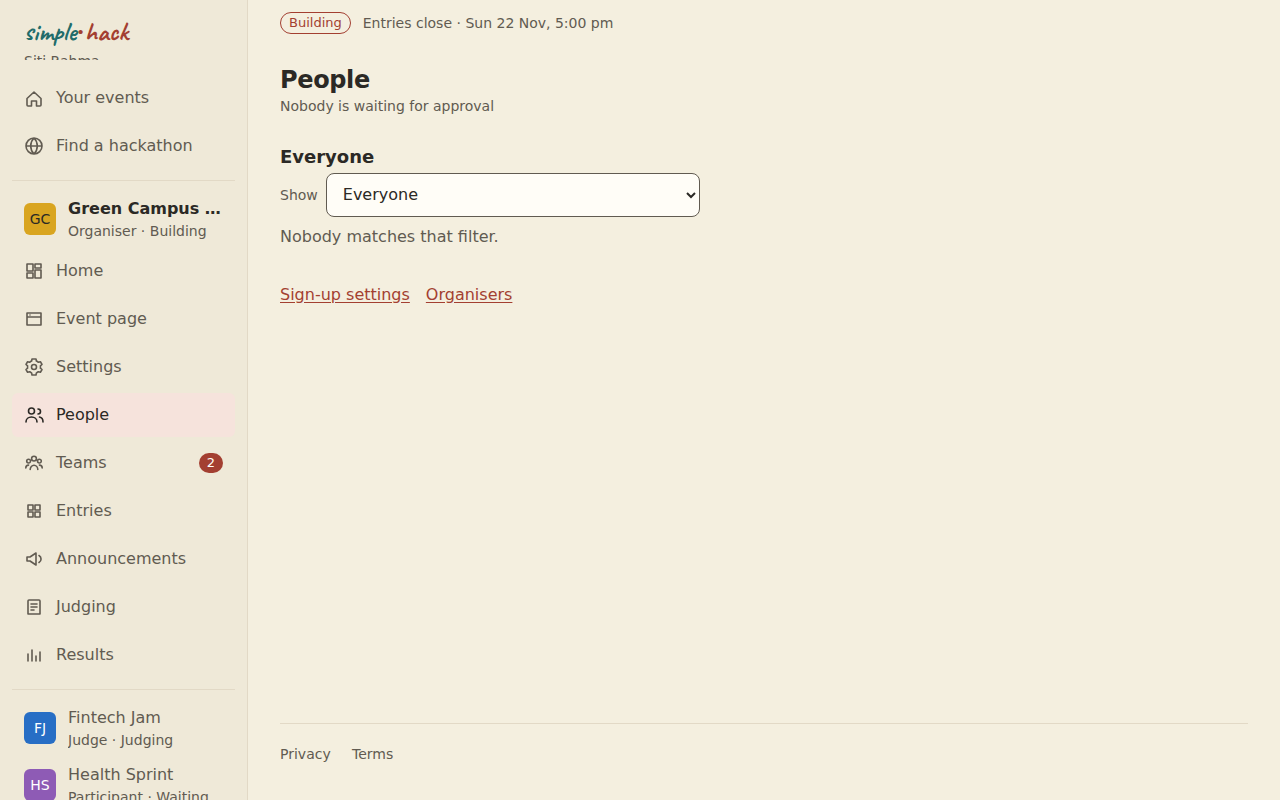 simple·hack
Siti Rahma
Your events
Find a hackathon
GC
Green Campus ...
Organiser · Building
Home
Event page
Settings
People
Teams
2
Entries
Announcements
Judging
Results
FJ
Fintech Jam
Judge · Judging
HS
Health Sprint
Participant · Waiting
Building
Entries close · Sun 22 Nov, 5:00 pm
People
Nobody is waiting for approval
Everyone
Show
Everyone
Nobody matches that filter.
Sign-up settings
Organisers
Privacy
Terms